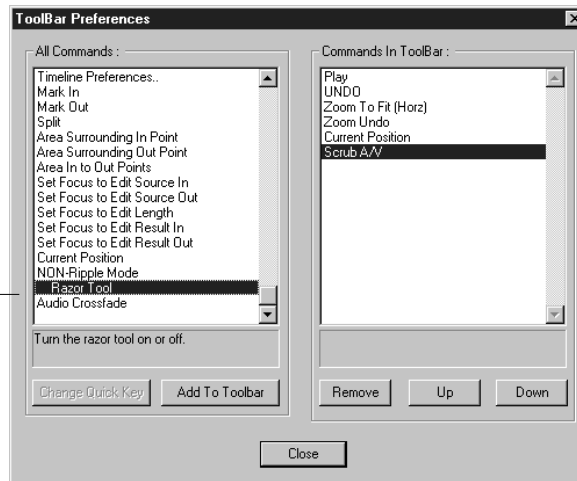 ToolBar Preferences
All Commands :
Timeline Preferences..
Mark In
Mark Out
Split
Area Surrounding In Point
Area Surrounding Out Point
Area In to Out Points
Set Focus to Edit Source In
Set Focus to Edit Source Out
Set Focus to Edit Length
Set Focus to Edit Result In
Set Focus to Edit Result Out
Current Position
NON-Ripple Mode
Razor Tool
Audio Crossfade
Turn the razor tool on or off.
Change Quick Key
Add To Toolbar
Commands In ToolBar :
Play
UNDO
Zoom To Fit (Horz)
Zoom Undo
Current Position
Scrub A/V
Remove
Up
Down
Close